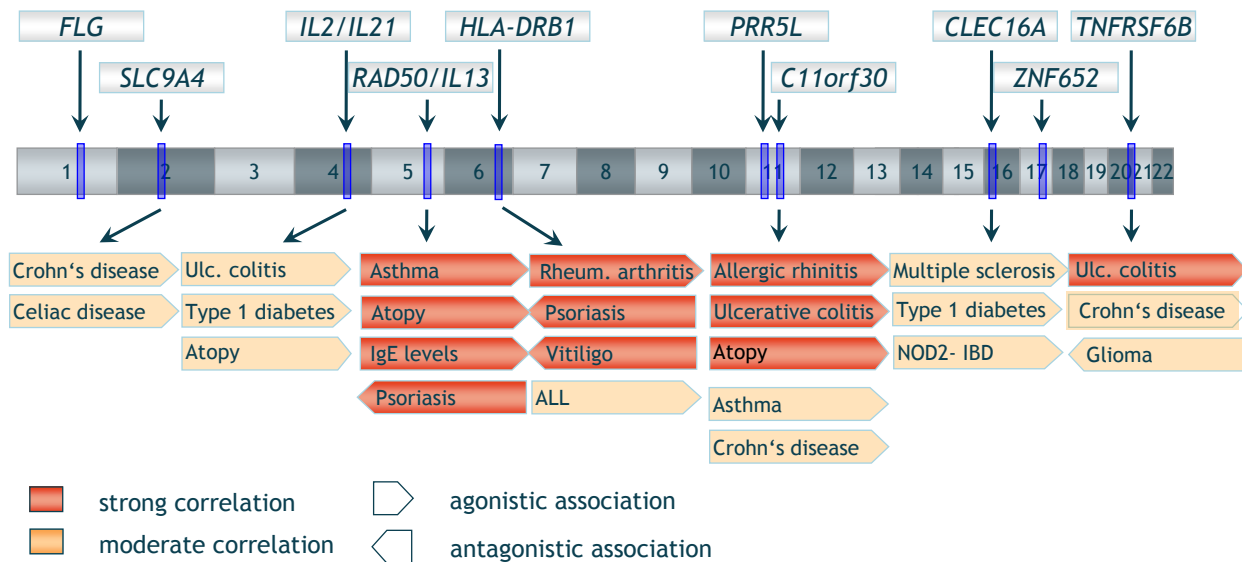 FLG
IL2/IL21
HLA-DRB1
PRR5L
CLEC16A
TNFRSF6B
SLC9A4
RAD50/IL13
C11orf30
ZNF652
1 2 3 4 5 6 7 8 9 10 11 12 13 14 15 16 17 18 19 20 21 22
Crohn‘s disease
Celiac disease
Ulc. colitis
Type 1 diabetes
Atopy
Asthma
Atopy
IgE levels
Psoriasis
Rheum. arthritis
Psoriasis
Vitiligo
ALL
Allergic rhinitis
Ulcerative colitis
Atopy
Asthma
Crohn‘s disease
Multiple sclerosis
Type 1 diabetes
NOD2- IBD
Ulc. colitis
Crohn‘s disease
Glioma
strong correlation
moderate correlation
agonistic association
antagonistic association